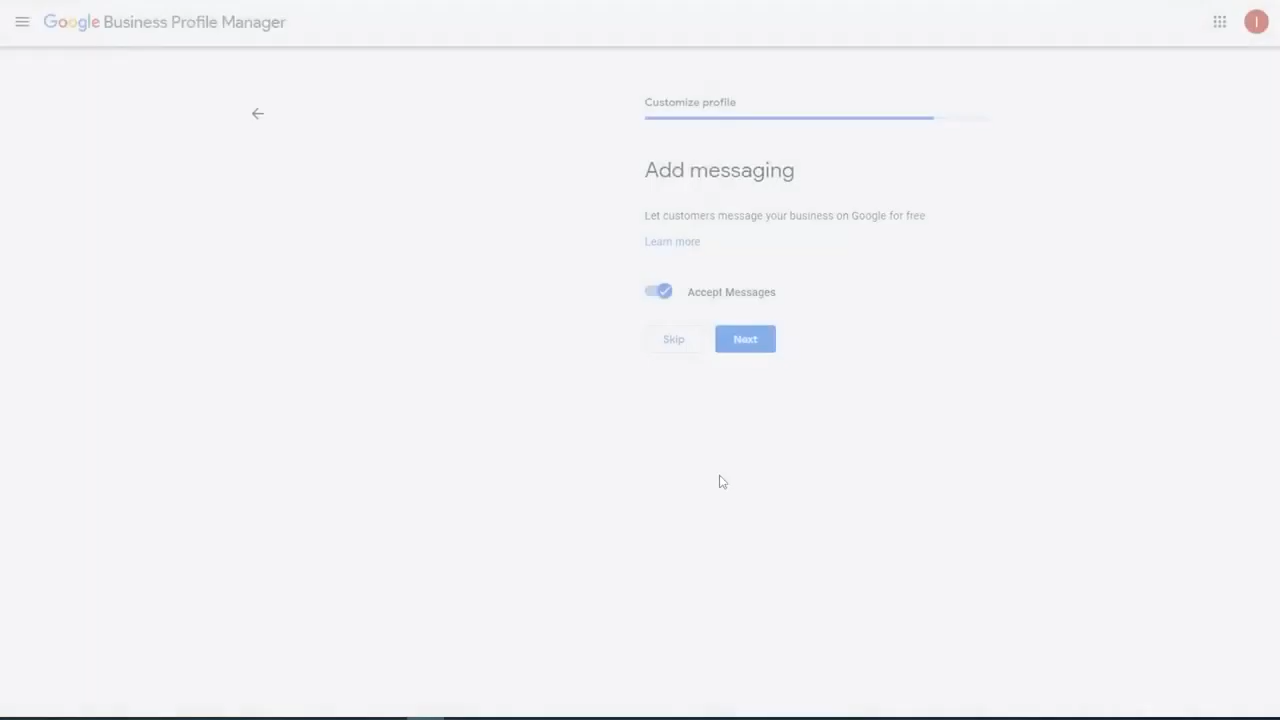 Google Business Profile Manager
I
Customize profile
Add messaging
Let customers message your business on Google for free
Learn more
Accept Messages
Skip
Next